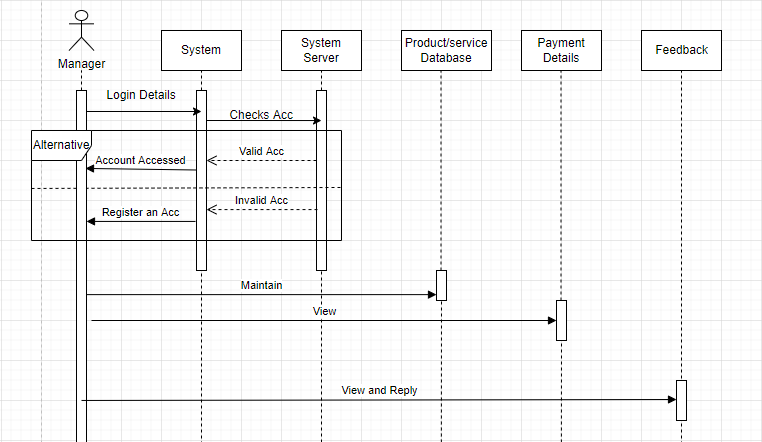 Manager
System
System
Server
Product/service
Database
Payment
Details
Feedback
Login Details
Checks Acc
Alternative
Valid Acc
Account Accessed
Invalid Acc
Register an Acc
Maintain
View
View and Reply